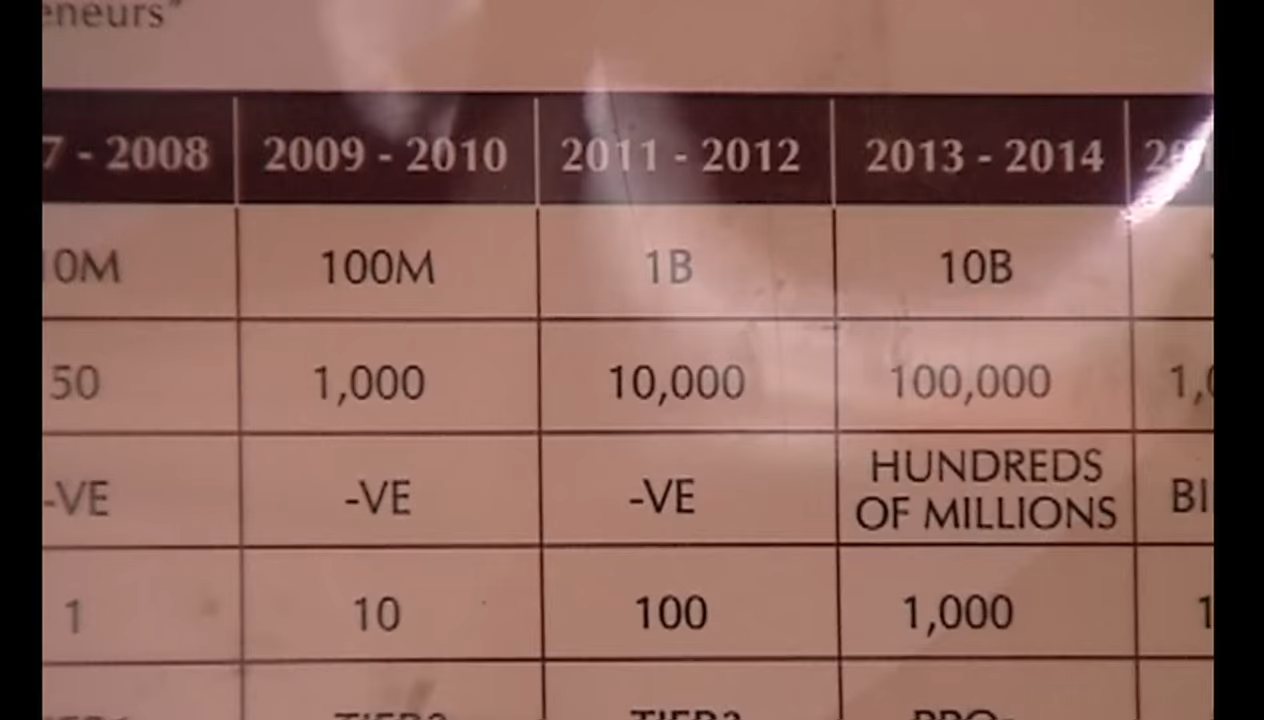 eneurs"
7 - 2008 2009 - 2010 2011 - 2012 2013 - 2014
0M 100M 1B 10B
50 1,000 10,000 100,000
-VE -VE -VE HUNDREDS
OF MILLIONS
1 10 100 1,000